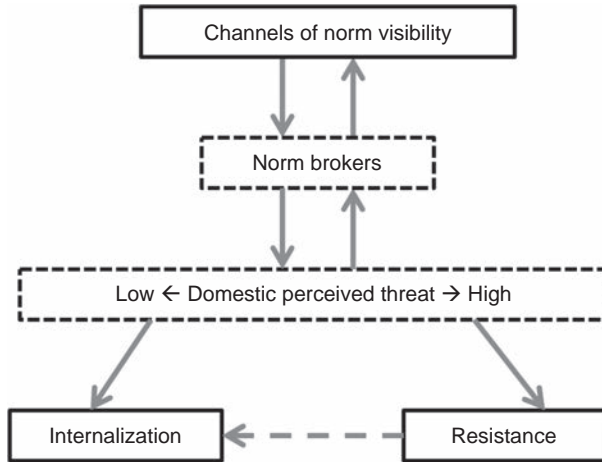 Channels of norm visibility
Norm brokers
Low ← Domestic perceived threat → High
Internalization
Resistance